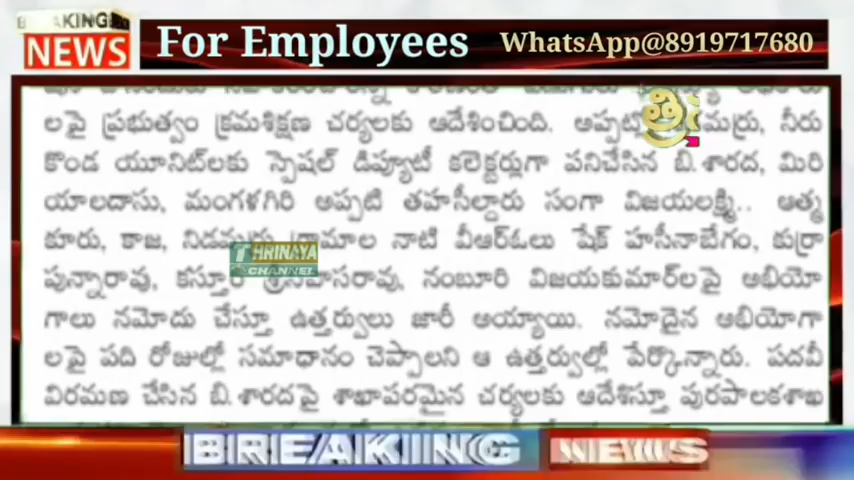 BREAKING
NEWS
For Employees
WhatsApp@8919717680
లపై ప్రభుత్వం క్రమశిక్షణ చర్యలకు ఆదేశించింది. అప్పటి నిడమర్రు, నీరు
కొండ యూనిట్‌లకు స్పెషల్ డిప్యూటీ కలెక్టర్లుగా పనిచేసిన బి.శారద, మిరి
యాలదాసు, మంగళగిరి అప్పటి తహసీల్దారు సంగా విజయలక్ష్మి.. ఆత్మ
కూరు, కాజ, నిడమర్రు గ్రామాల నాటి వీఆర్‌ఓలు షేక్ హసీనాబేగం, కుర్రా
పున్నారావు, కస్తూరి శ్రీనివాసరావు, నంబూరి విజయకుమార్‌లపై అభియో
THRINAYA
CHANNEL
గాలు నమోదు చేస్తూ ఉత్తర్వులు జారీ అయ్యాయి. నమోదైన అభియోగా
లపై పది రోజుల్లో సమాధానం చెప్పాలని ఆ ఉత్తర్వుల్లో పేర్కొన్నారు. పదవీ
విరమణ చేసిన బి.శారదపై శాఖాపరమైన చర్యలకు ఆదేశిస్తూ పురపాలకశాఖ
BREAKING NEWS